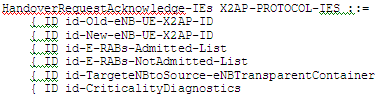 HandoverRequestAcknowledge-IEs X2AP-PROTOCOL-IES ::=
{ ID id-Old-eNB-UE-X2AP-ID
{ ID id-New-eNB-UE-X2AP-ID
{ ID id-E-RABs-Admitted-List
{ ID id-E-RABs-NotAdmitted-List
{ ID id-TargeteNBtoSource-eNBTransparentContainer
{ ID id-CriticalityDiagnostics